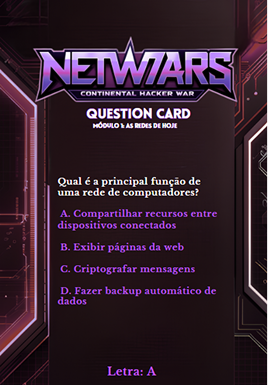 NETW1ARS
CONTINENTAL HACKER WAR
QUESTION CARD
MÓDULO 1: AS REDES DE HOJE
Qual é a principal função de
uma rede de computadores?
A. Compartilhar recursos entre
dispositivos conectados
B. Exibir páginas da web
C. Criptografar mensagens
D. Fazer backup automático de
dados
Letra: A